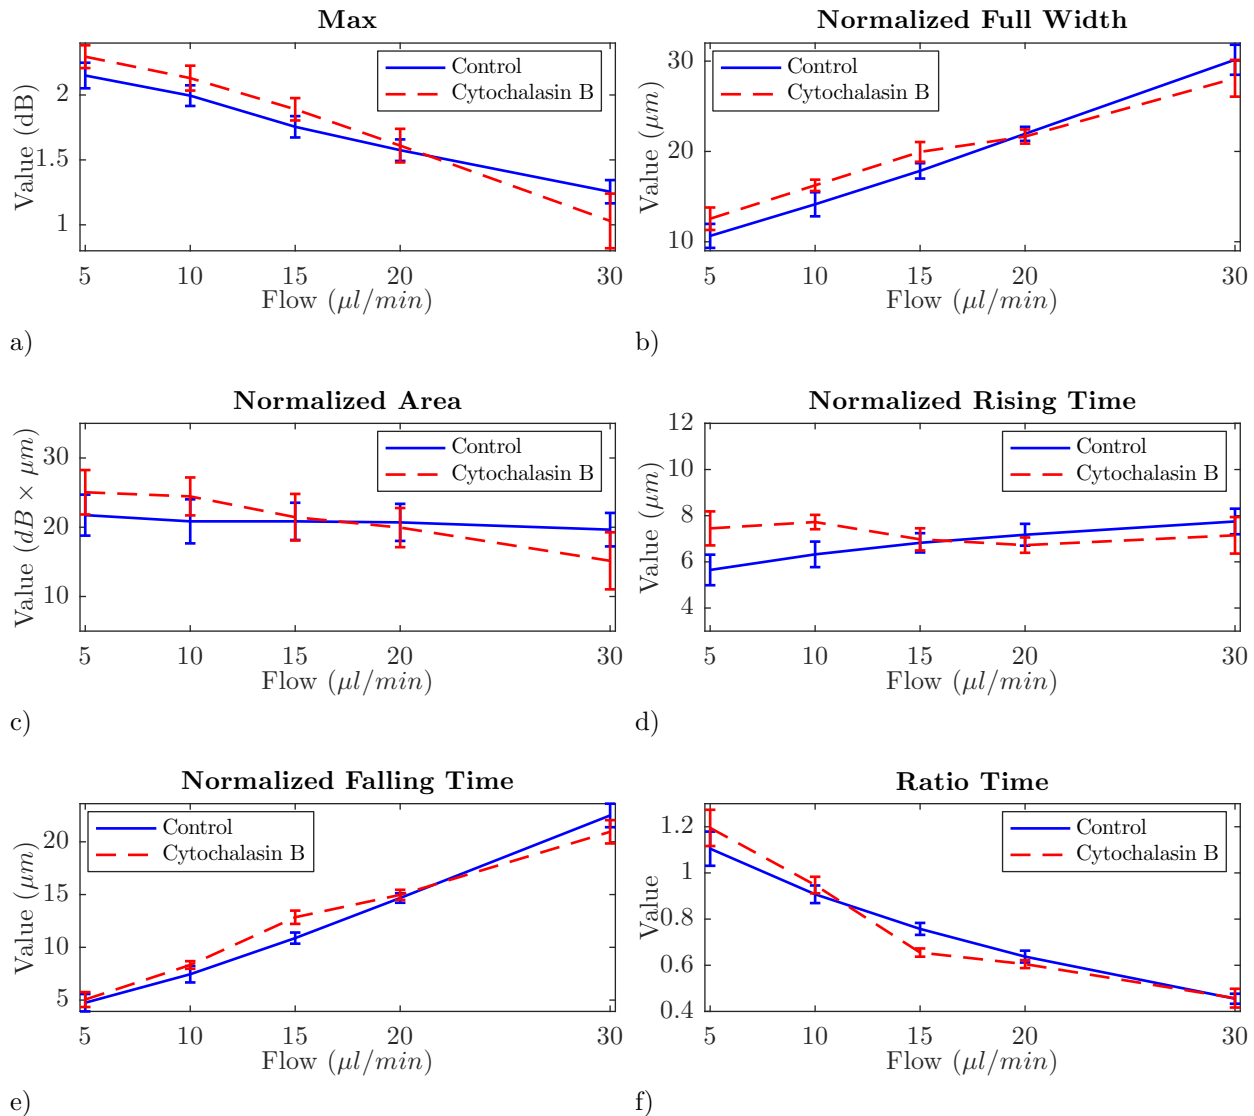 Max
Value (dB)
2
1.5
1
Control
Cytochalasin B
5 10 15 20 30
Flow (μl/min)
a)
Normalized Full Width
Value (μm)
30
20
10
Control
Cytochalasin B
5 10 15 20 30
Flow (μl/min)
b)
Normalized Area
Value (dB × μm)
30
20
10
Control
Cytochalasin B
5 10 15 20 30
Flow (μl/min)
c)
Normalized Rising Time
Value (μm)
12
10
8
6
4
Control
Cytochalasin B
5 10 15 20 30
Flow (μl/min)
d)
Normalized Falling Time
Value (μm)
20
15
10
5
Control
Cytochalasin B
5 10 15 20 30
Flow (μl/min)
e)
Ratio Time
Value
1.2
1
0.8
0.6
0.4
Control
Cytochalasin B
5 10 15 20 30
Flow (μl/min)
f)